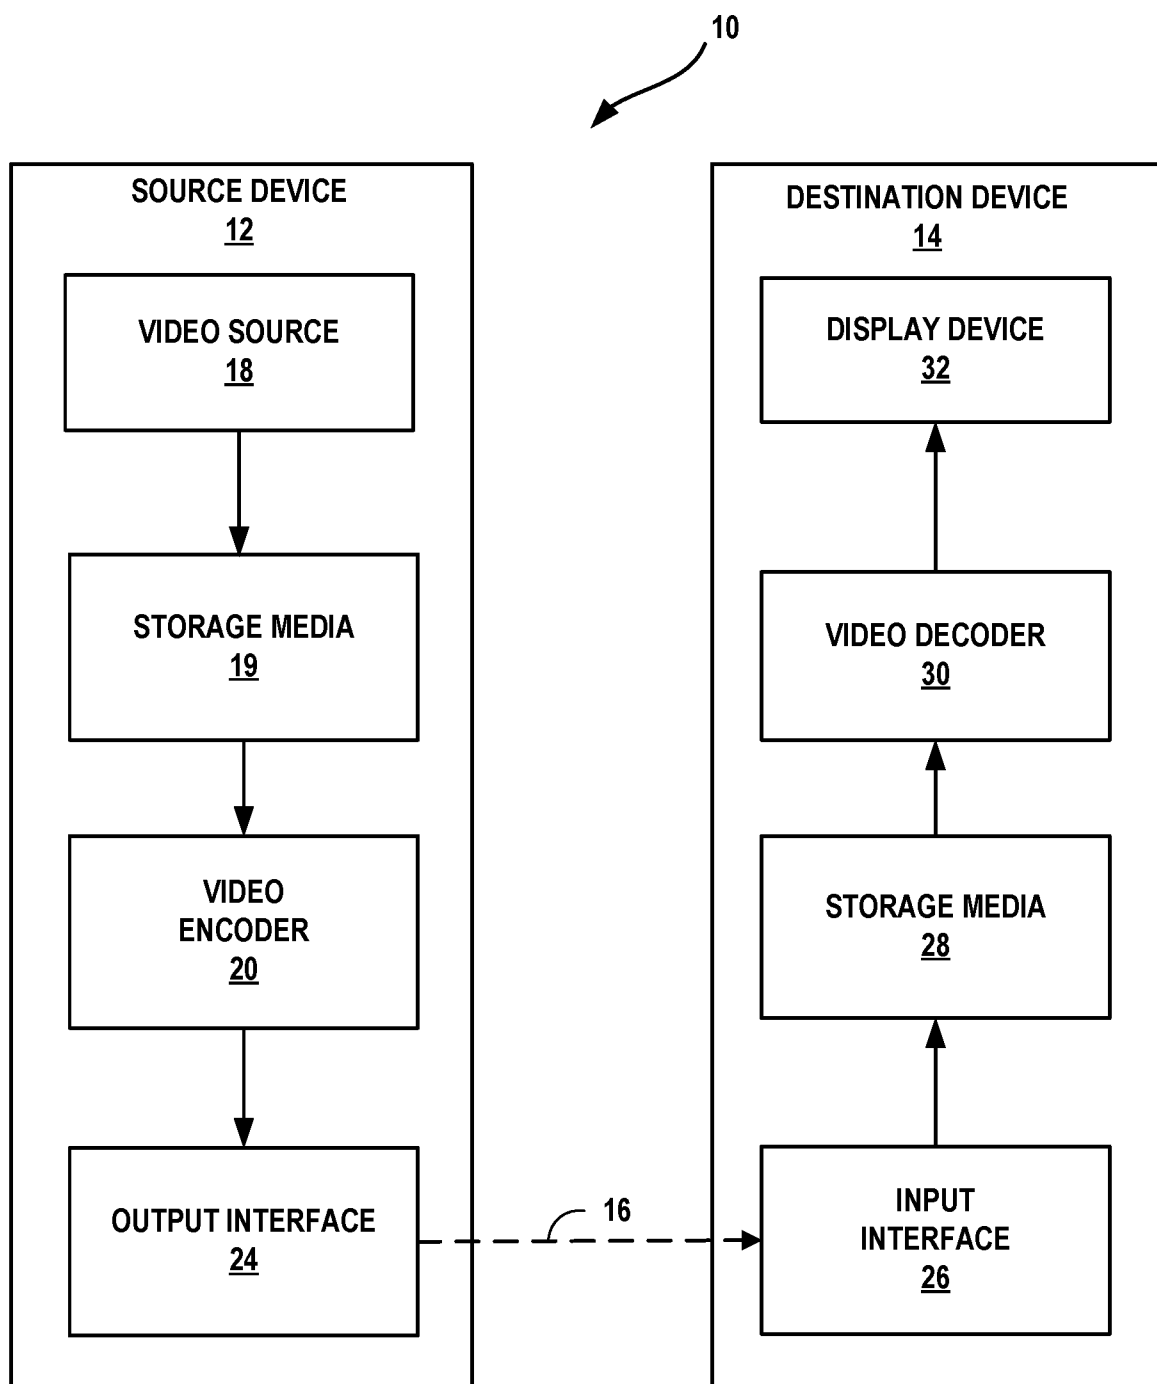 10
SOURCE DEVICE
12
VIDEO SOURCE
18
STORAGE MEDIA
19
VIDEO
ENCODER
20
OUTPUT INTERFACE
24
16
DESTINATION DEVICE
14
DISPLAY DEVICE
32
VIDEO DECODER
30
STORAGE MEDIA
28
INPUT
INTERFACE
26